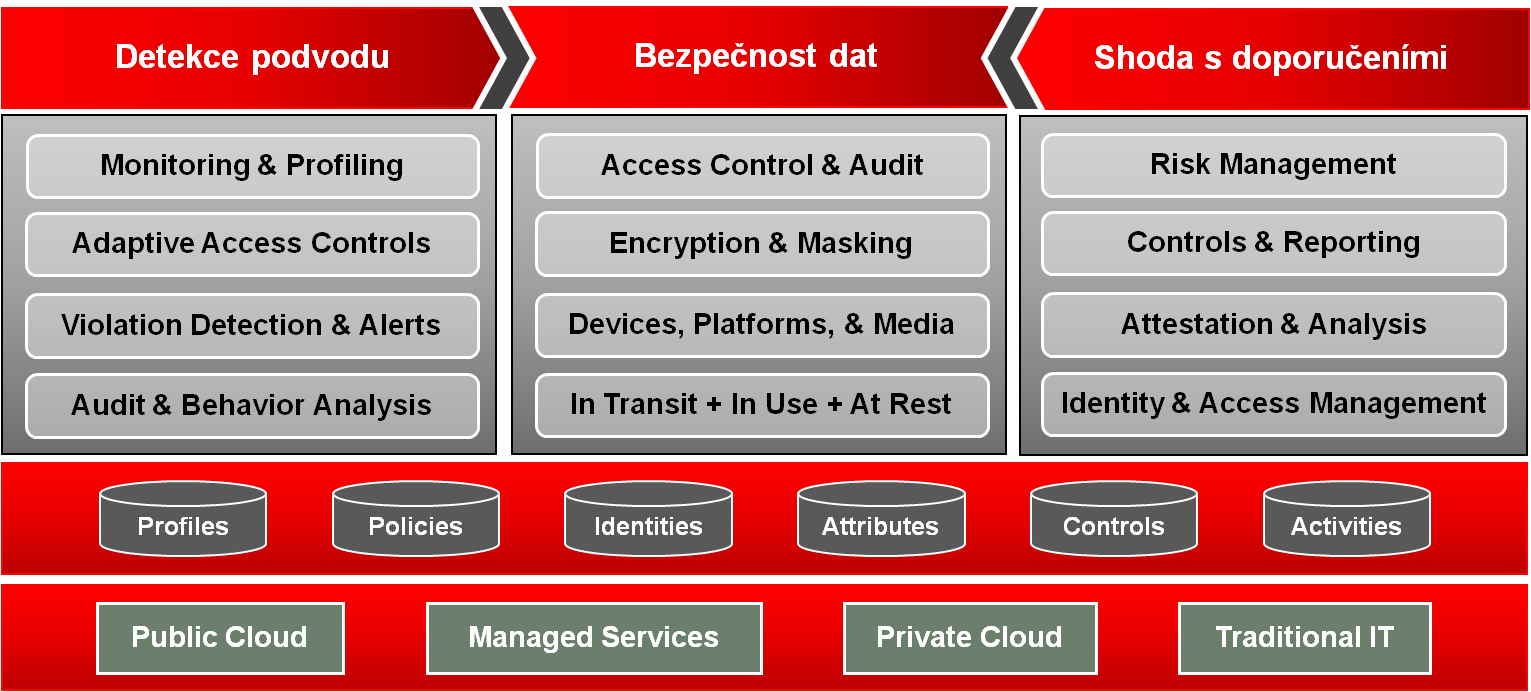 Detekce podvodu
Bezpečnost dat
Shoda s doporučeními
Monitoring & Profiling
Adaptive Access Controls
Violation Detection & Alerts
Audit & Behavior Analysis
Access Control & Audit
Encryption & Masking
Devices, Platforms, & Media
In Transit + In Use + At Rest
Risk Management
Controls & Reporting
Attestation & Analysis
Identity & Access Management
Profiles
Policies
Identities
Attributes
Controls
Activities
Public Cloud
Managed Services
Private Cloud
Traditional IT